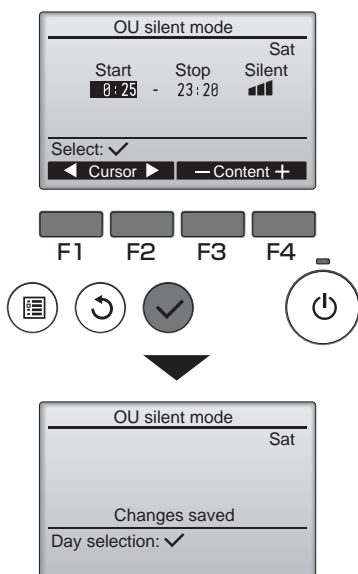 OU silent mode
Sat
Start Stop Silent
0:25 - 23:20
Select: ✓
◀ Cursor ▶ — Content +
F1 F2 F3 F4
OU silent mode
Sat
Changes saved
Day selection: ✓